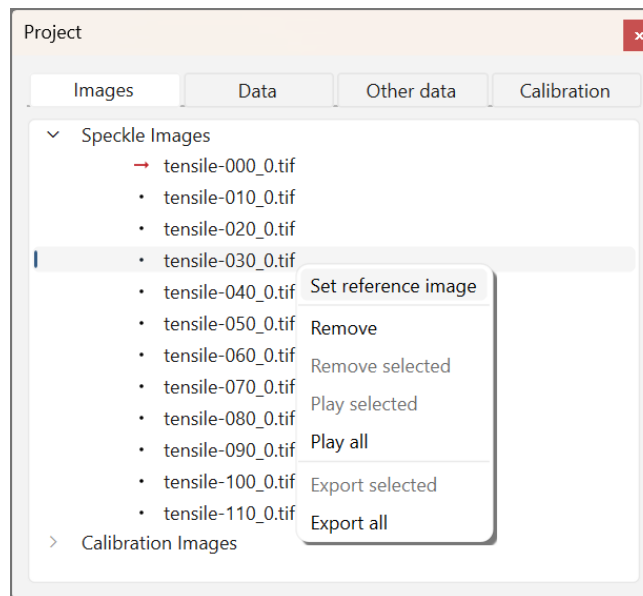 Project
Images Data Other data Calibration
Speckle Images
tensile-000_0.tif
tensile-010_0.tif
tensile-020_0.tif
tensile-030_0.tif
tensile-040_0.tif
tensile-050_0.tif
tensile-060_0.tif
tensile-070_0.tif
tensile-080_0.tif
tensile-090_0.tif
tensile-100_0.tif
tensile-110_0.tif
Calibration Images
Set reference image
Remove
Remove selected
Play selected
Play all
Export selected
Export all